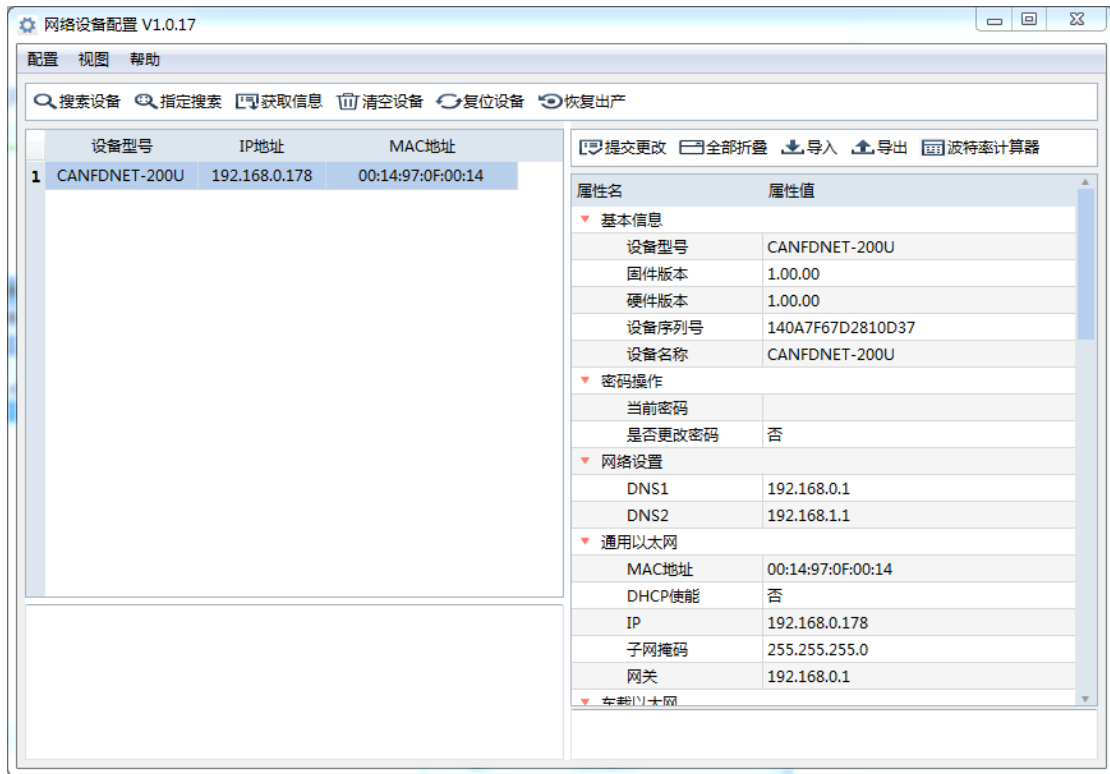 网络设备配置 V1.0.17
配置 视图 帮助
搜索设备 指定搜索 获取信息 清空设备 复位设备 恢复出产
设备型号 IP地址 MAC地址
1 CANFDNET-200U 192.168.0.178 00:14:97:0F:00:14
提交更改 全部折叠 导入 导出 波特率计算器
属性名 属性值
基本信息
设备型号 CANFDNET-200U
固件版本 1.00.00
硬件版本 1.00.00
设备序列号 140A7F67D2810D37
设备名称 CANFDNET-200U
密码操作
当前密码
是否更改密码 否
网络设置
DNS1 192.168.0.1
DNS2 192.168.1.1
通用以太网
MAC地址 00:14:97:0F:00:14
DHCP使能 否
IP 192.168.0.178
子网掩码 255.255.255.0
网关 192.168.0.1
车载以太网